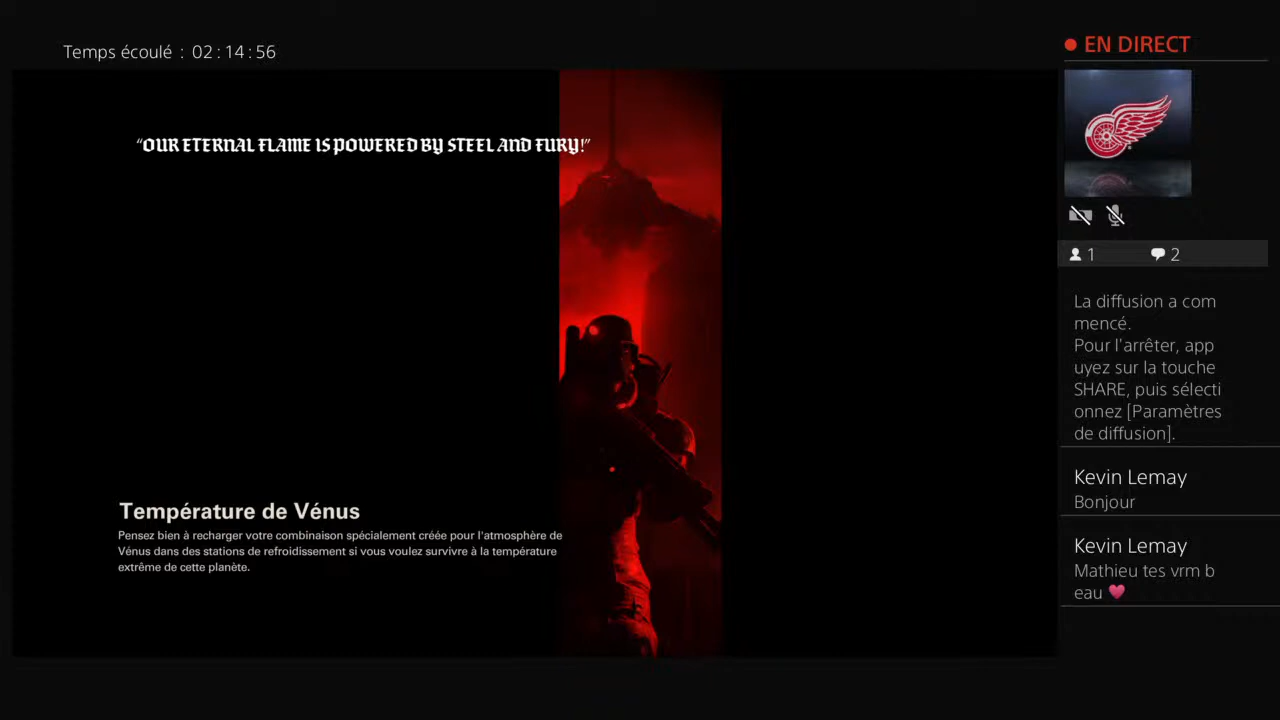 Temps écoulé : 02:14:56
"OUR ETERNAL FLAME IS POWERED BY STEEL AND FURY!"
Température de Vénus
Pensez bien à recharger votre combinaison spécialement créée pour l'atmosphère de
Vénus dans des stations de refroidissement si vous voulez survivre à la température
extrême de cette planète.
EN DIRECT
1
2
La diffusion a com
mencé.
Pour l'arrêter, app
uyez sur la touche
SHARE, puis sélecti
onnez [Paramètres
de diffusion].
Kevin Lemay
Bonjour
Kevin Lemay
Mathieu tes vrm b
eau